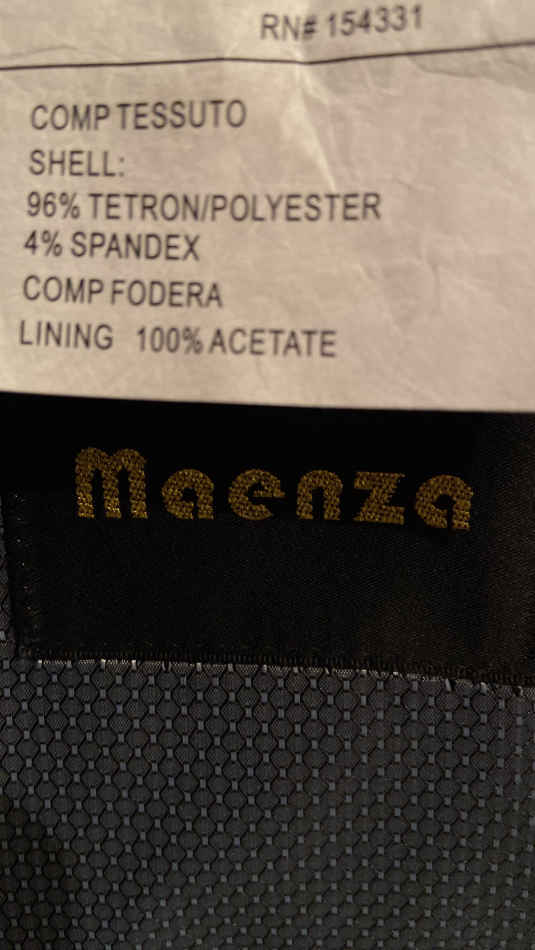 RN# 154331
COMP TESSUTO
SHELL:
96% TETRON/POLYESTER
4% SPANDEX
COMP FODERA
LINING 100% ACETATE
Maenza